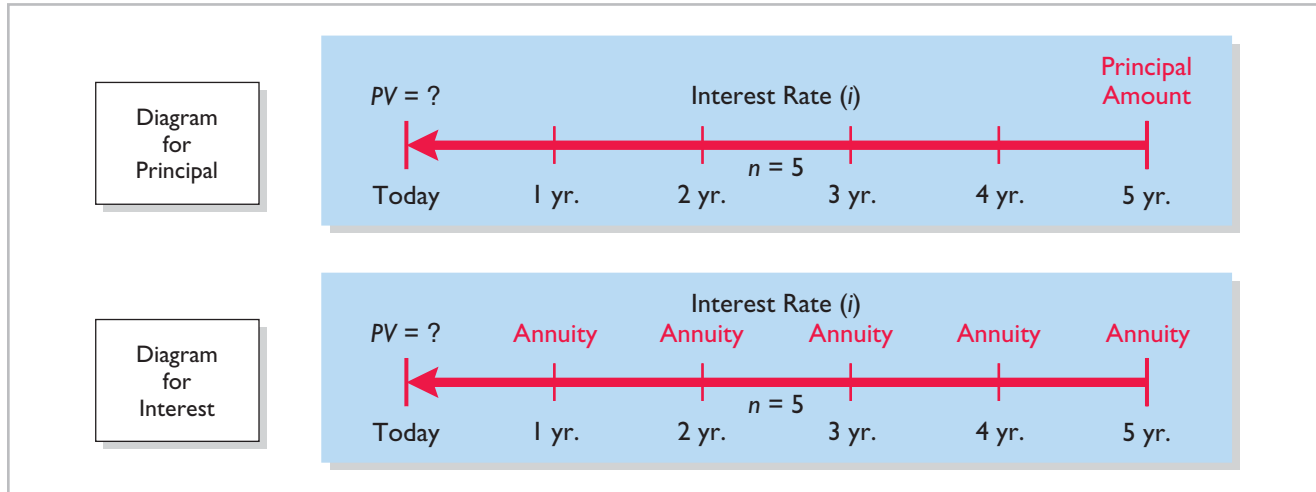 Diagram
for
Principal
PV = ?
Interest Rate (i)
Principal
Amount
n = 5
Today
1 yr.
2 yr.
3 yr.
4 yr.
5 yr.
Diagram
for
Interest
Interest Rate (i)
PV = ?
Annuity
Annuity
Annuity
Annuity
Annuity
n = 5
Today
1 yr.
2 yr.
3 yr.
4 yr.
5 yr.